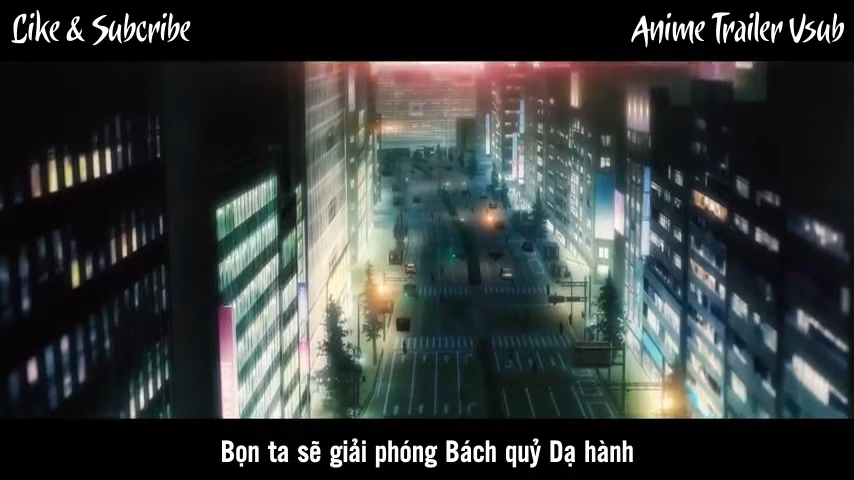 Like & Subcribe
Anime Trailer Vsub
Bọn ta sẽ giải phóng Bách quỷ Dạ hành